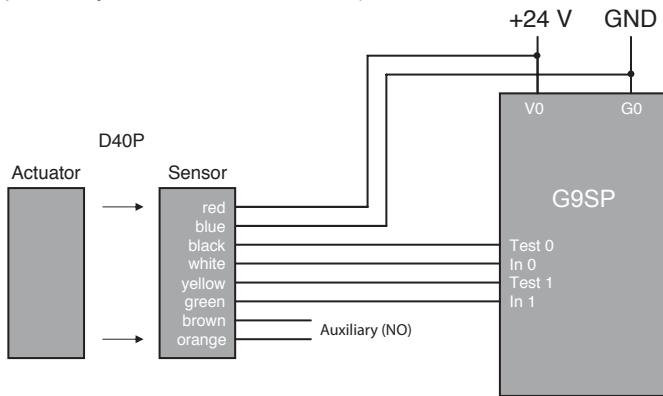 +24 V GND
V0 G0
D40P
Actuator Sensor
G9SP
red
blue
black Test 0
white In 0
yellow Test 1
green In 1
brown
Auxiliary (NO)
orange